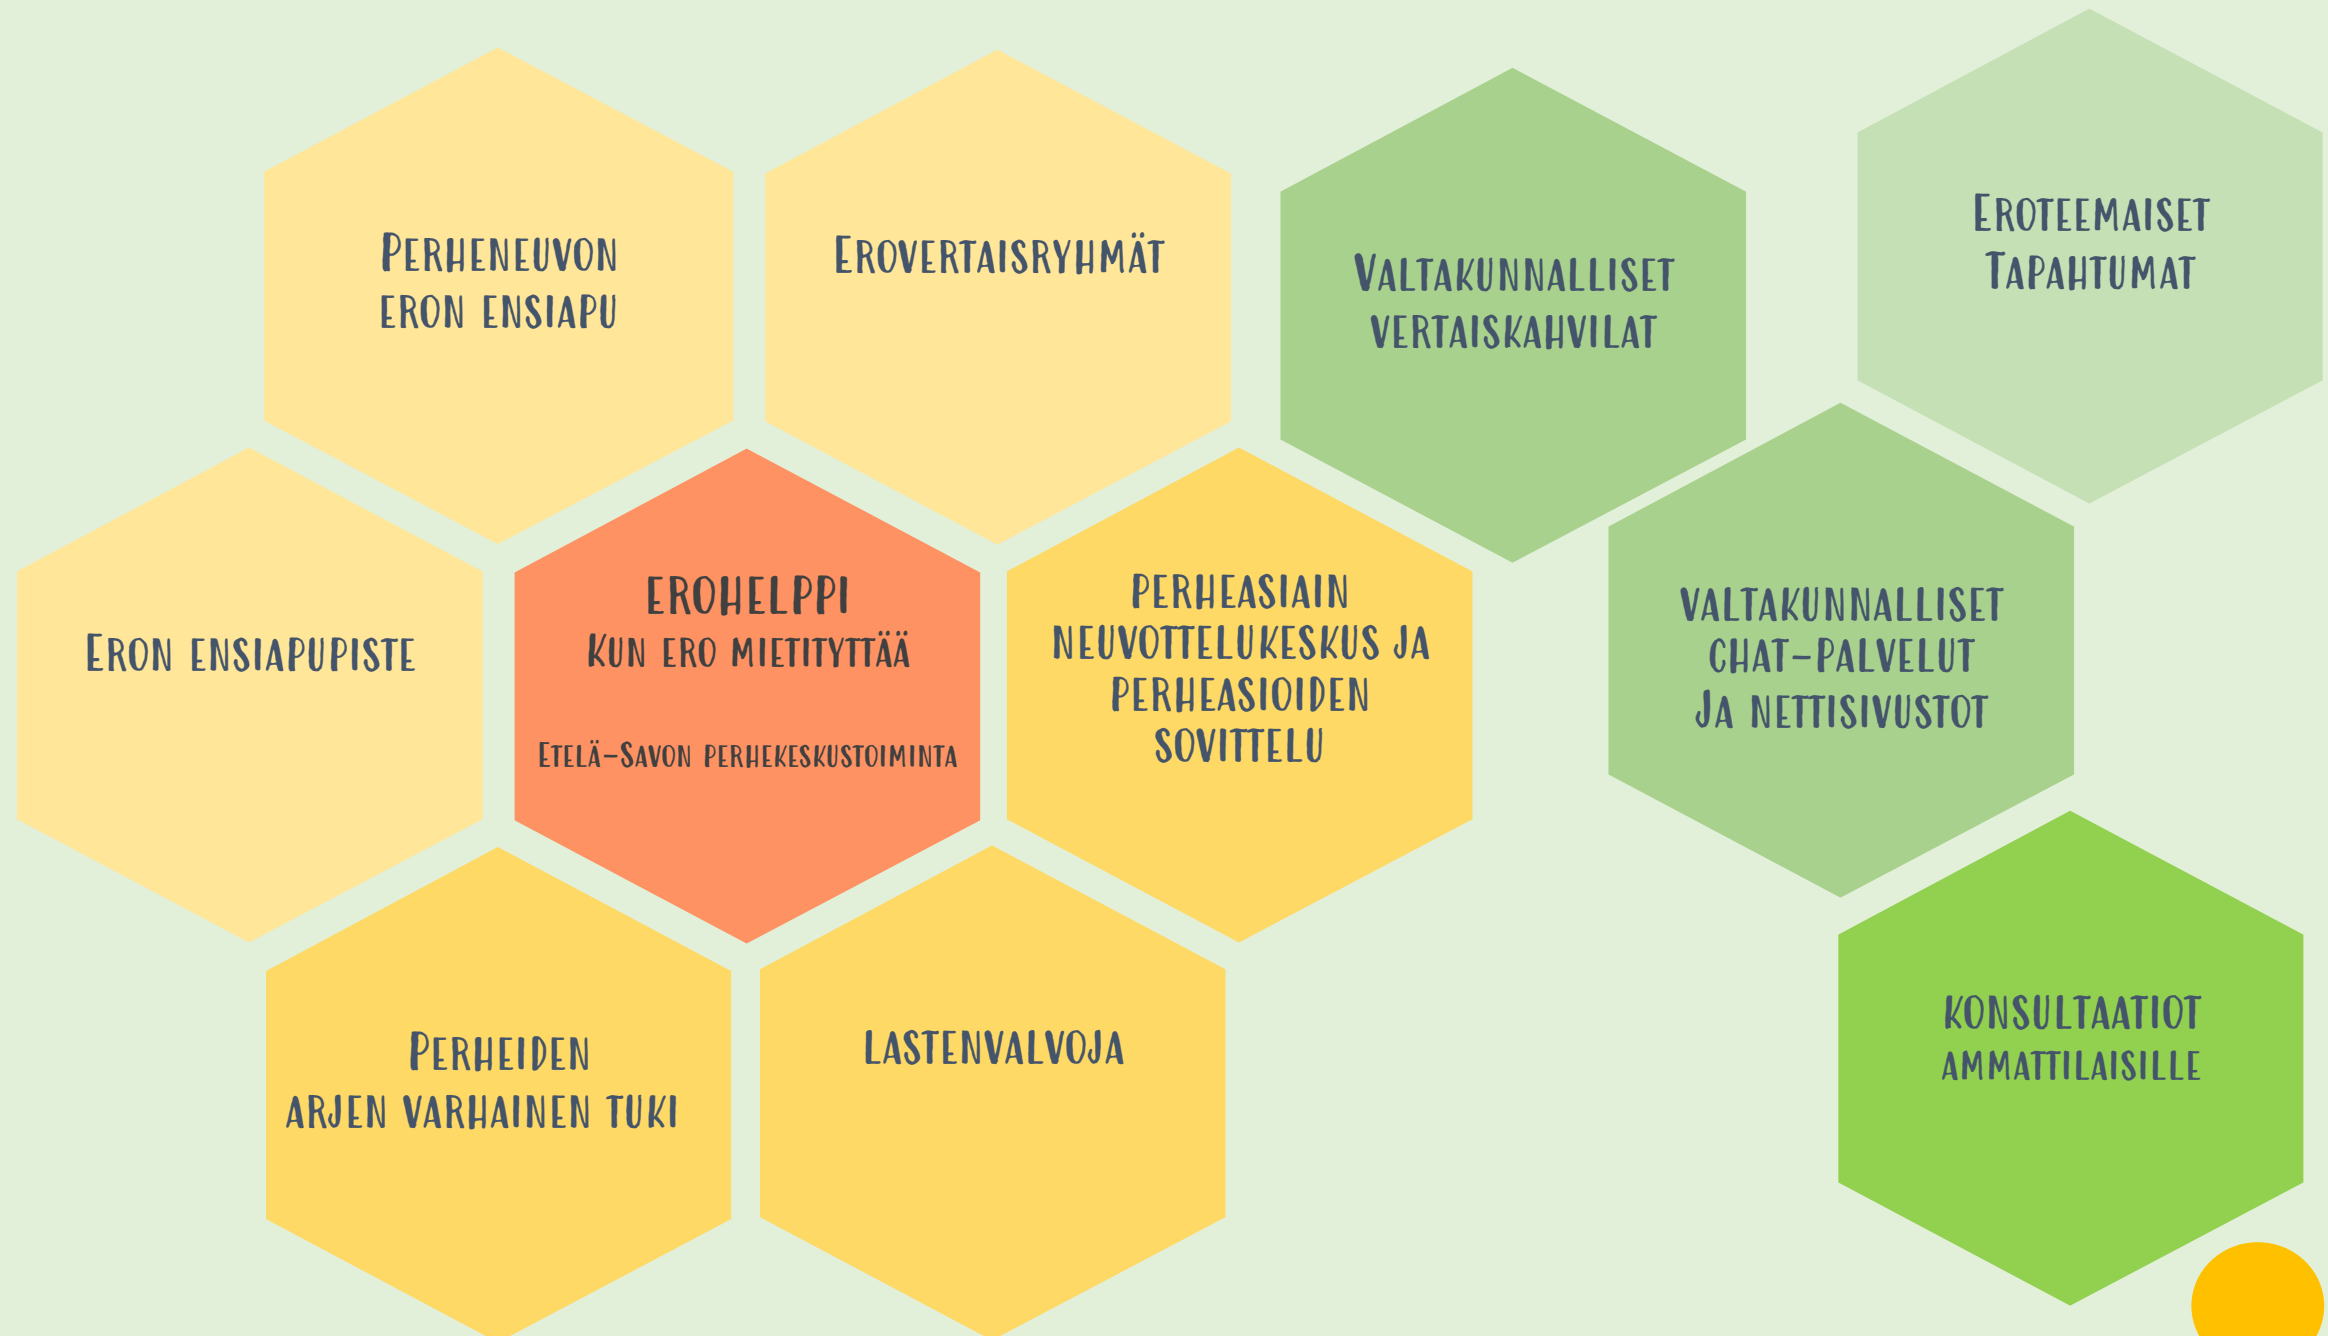 Perheneuvon
eron ensiapu
Erovertaisryhmät
Valtakunnalliset
vertaiskahvilat
Eroteemaiset
Tapahtumat
Eron ensiapupiste
EROHELPPI
Kun ero mietityttää
Etelä-Savon perhekeskustoiminta
perheasiain
neuvottelukeskus ja
perheasioiden
sovittelu
valtakunnalliset
chat-palvelut
Ja nettisivustot
Perheiden
arjen varhainen tuki
lastenvalvoja
konsultaatiot
ammattilaisille